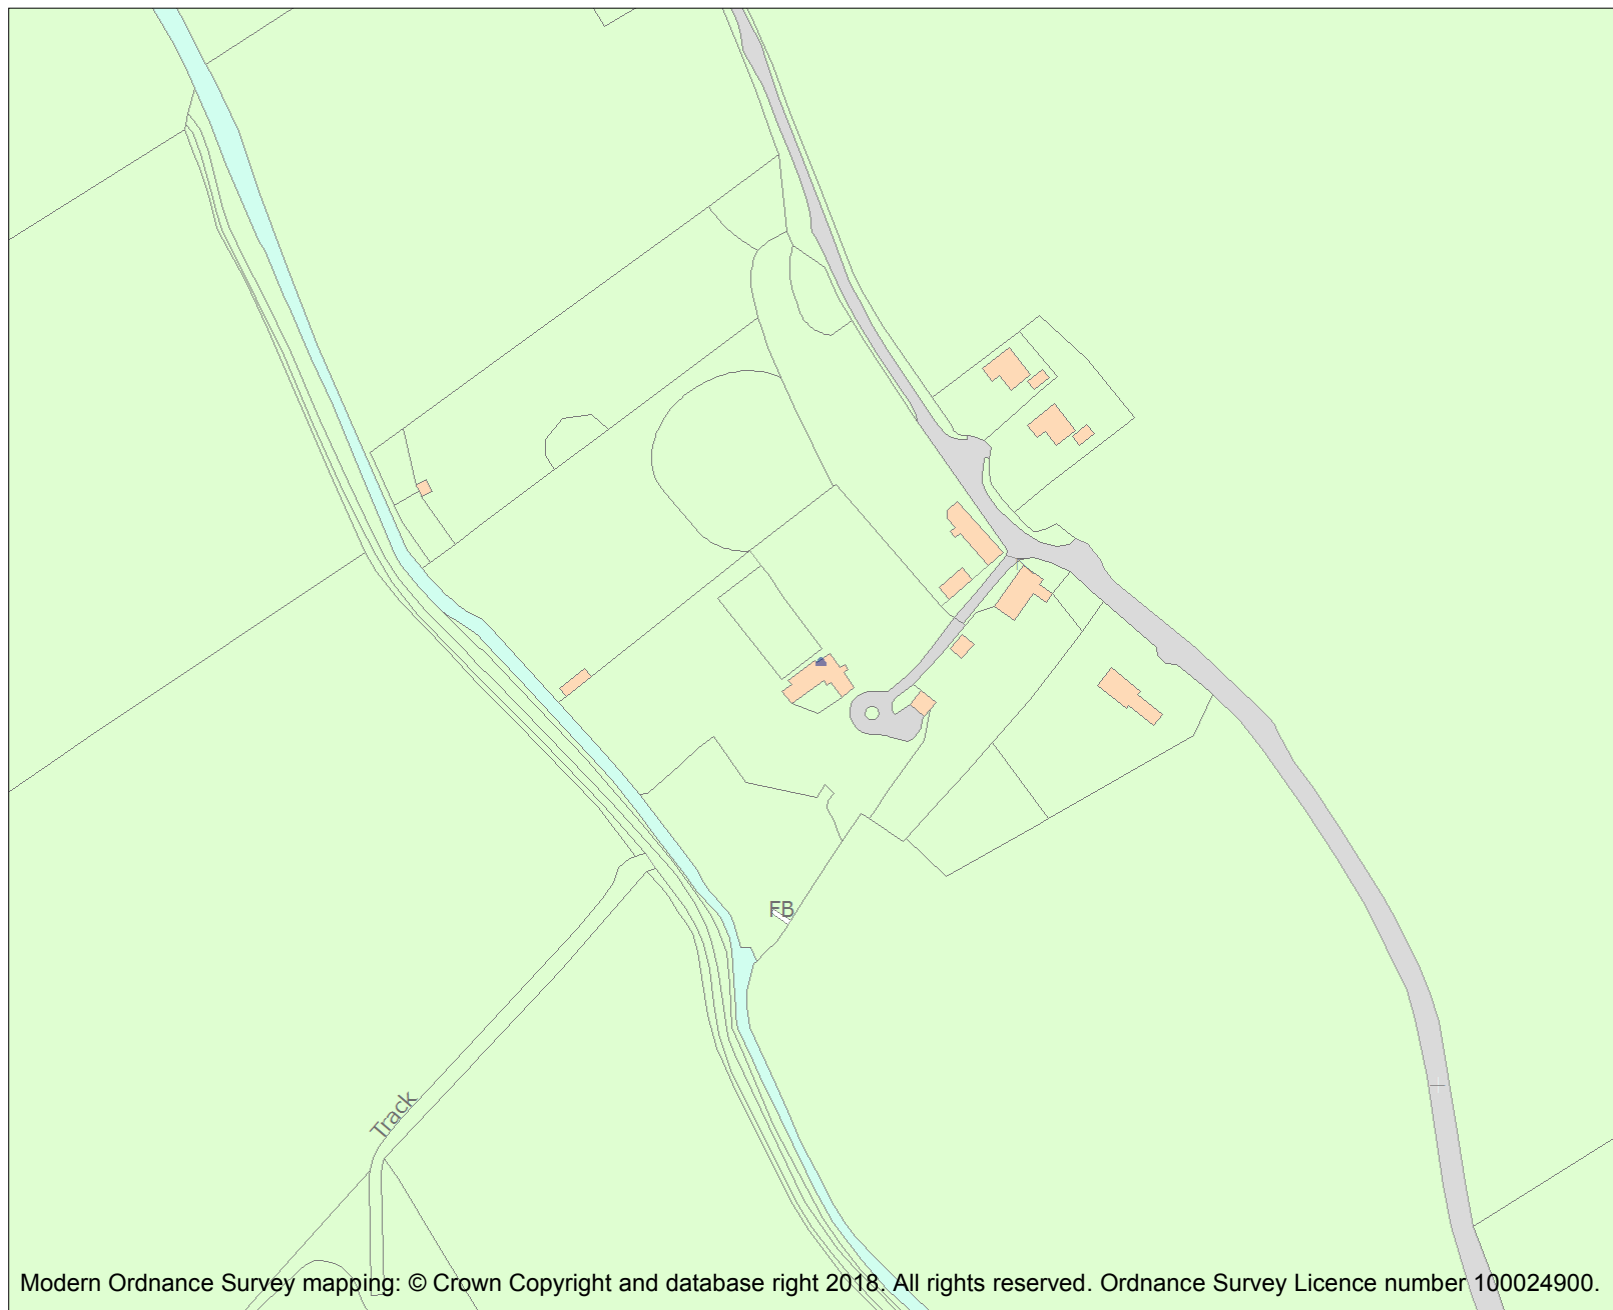 FB
Track
Modern Ordnance Survey mapping: © Crown Copyright and database right 2018. All rights reserved. Ordnance Survey Licence number 100024900.